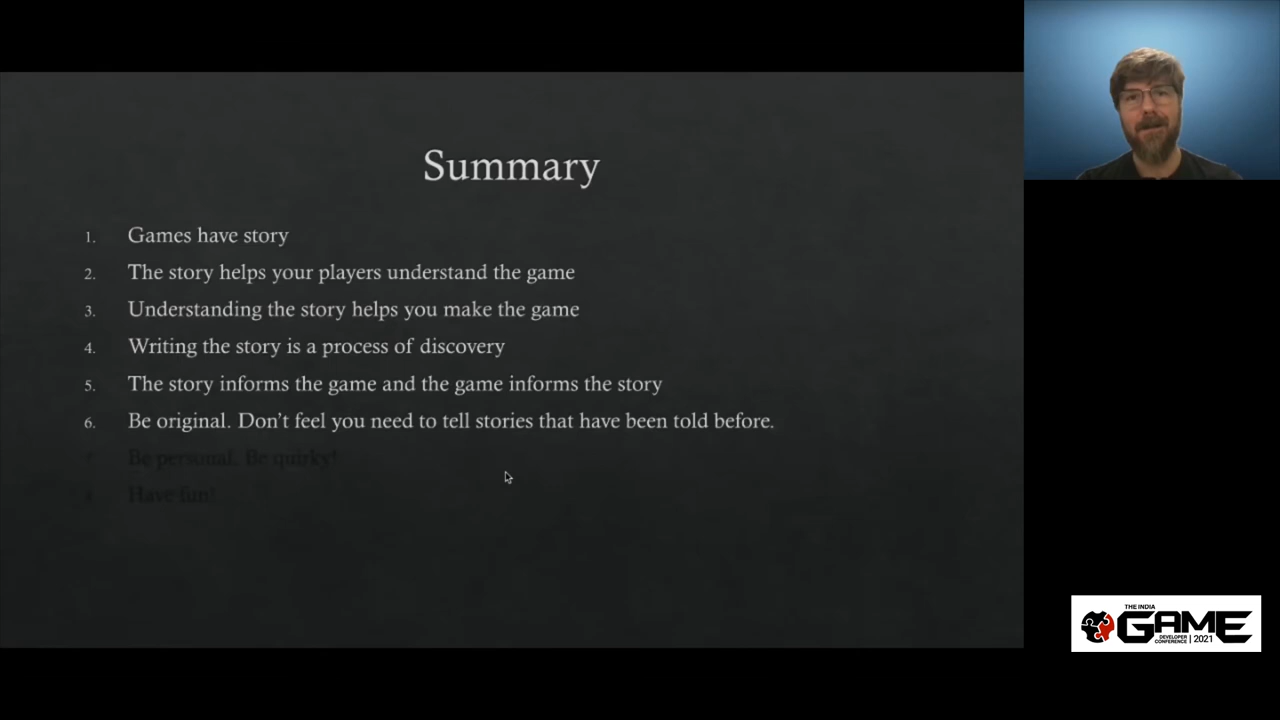 Summary
1. Games have story
2. The story helps your players understand the game
3. Understanding the story helps you make the game
4. Writing the story is a process of discovery
5. The story informs the game and the game informs the story
6. Be original. Don't feel you need to tell stories that have been told before.
Be personal. Be quirky!
Have fun!
THE INDIA
GAME
DEVELOPER
CONFERENCE | 2021